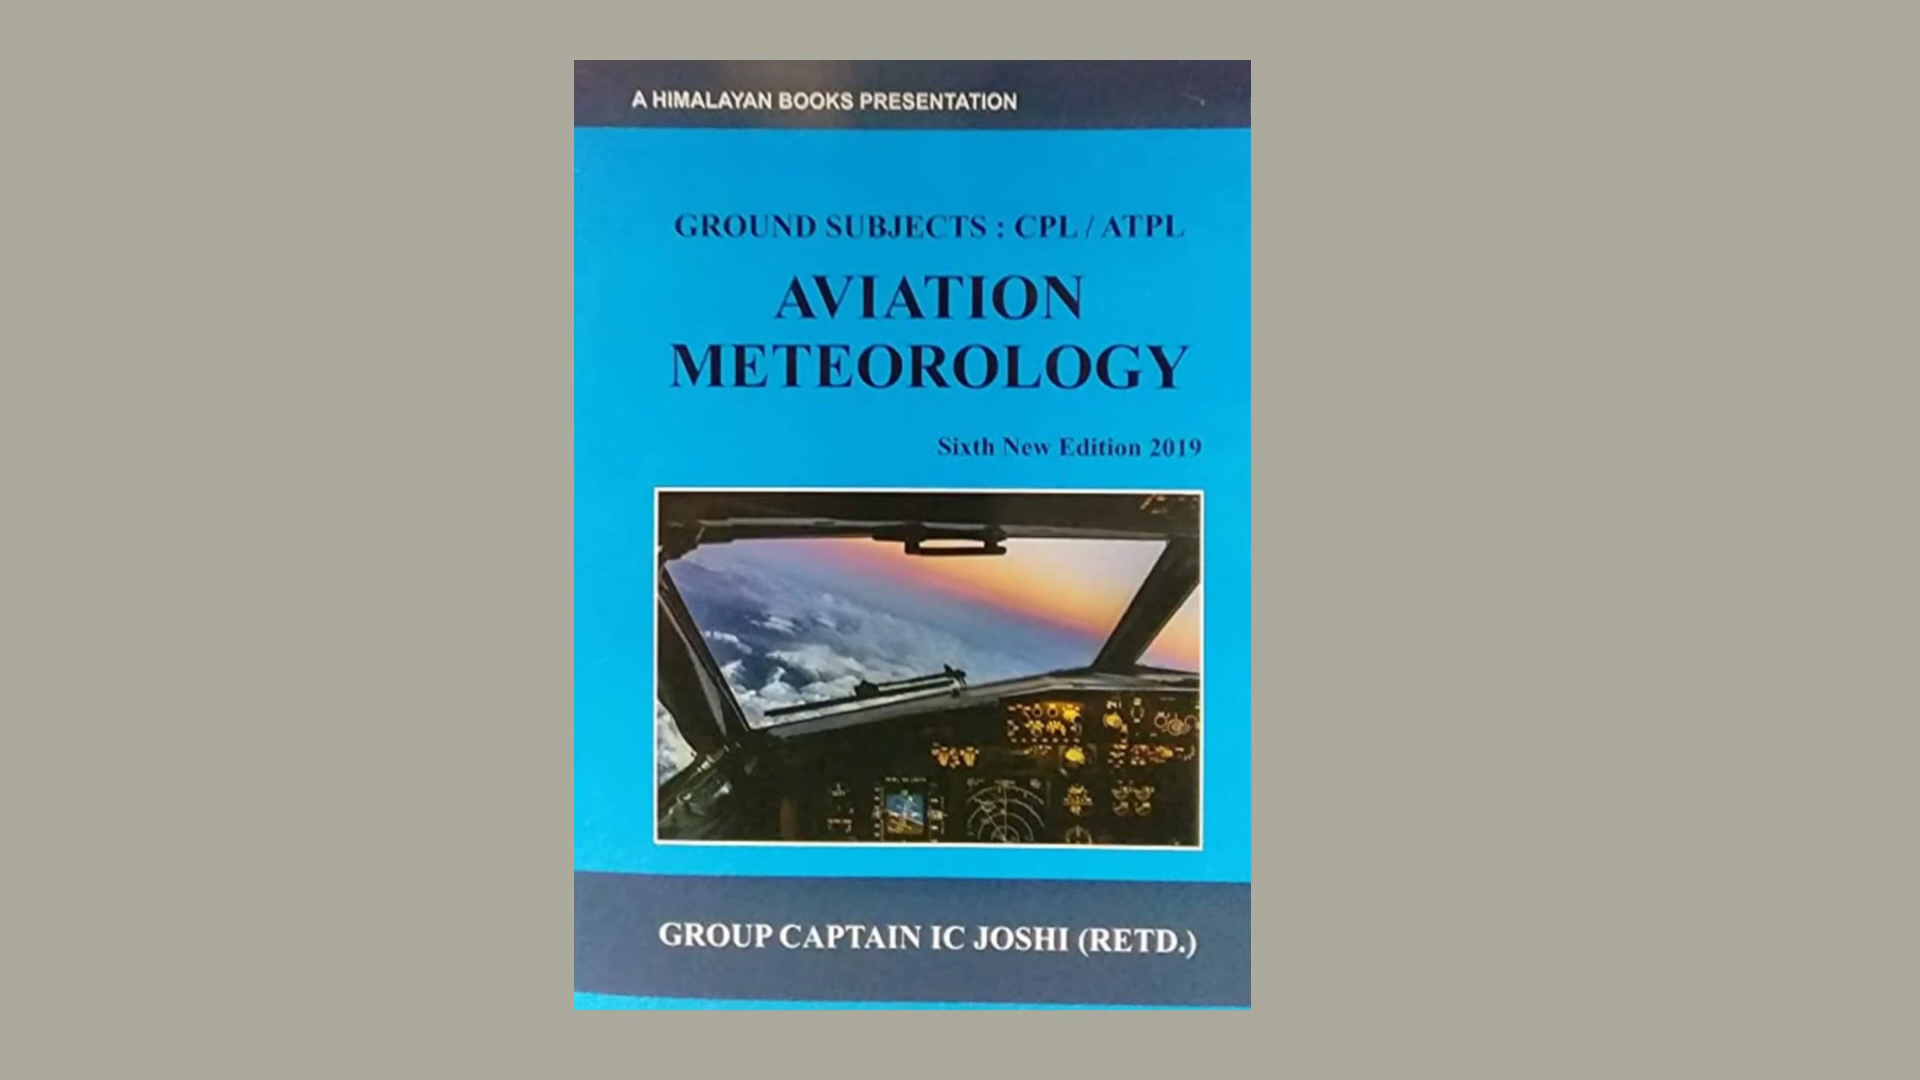 A HIMALAYAN BOOKS PRESENTATION
GROUND SUBJECTS : CPL / ATPL
AVIATION
METEOROLOGY
Sixth New Edition 2019
GROUP CAPTAIN IC JOSHI (RETD.)